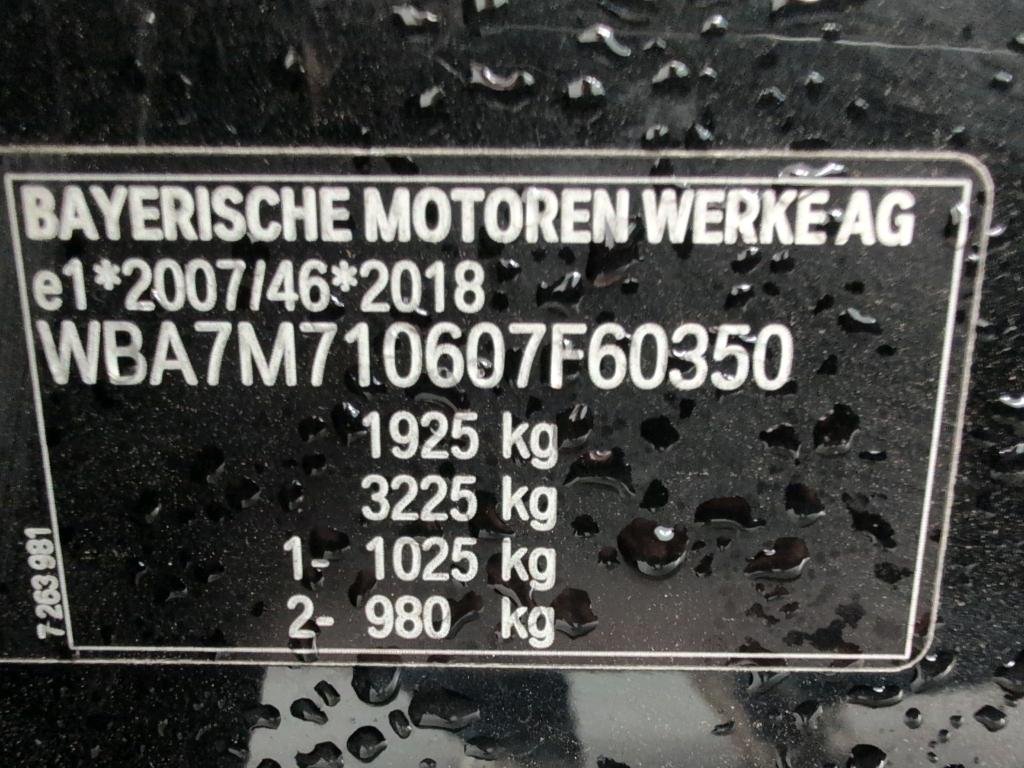 BAYERISCHE MOTOREN WERKE AG
e1*2007/46*2018
WBA7M710607F60350
1925 kg
3225 kg
1- 1025 kg
2- 980 kg
7 263 981